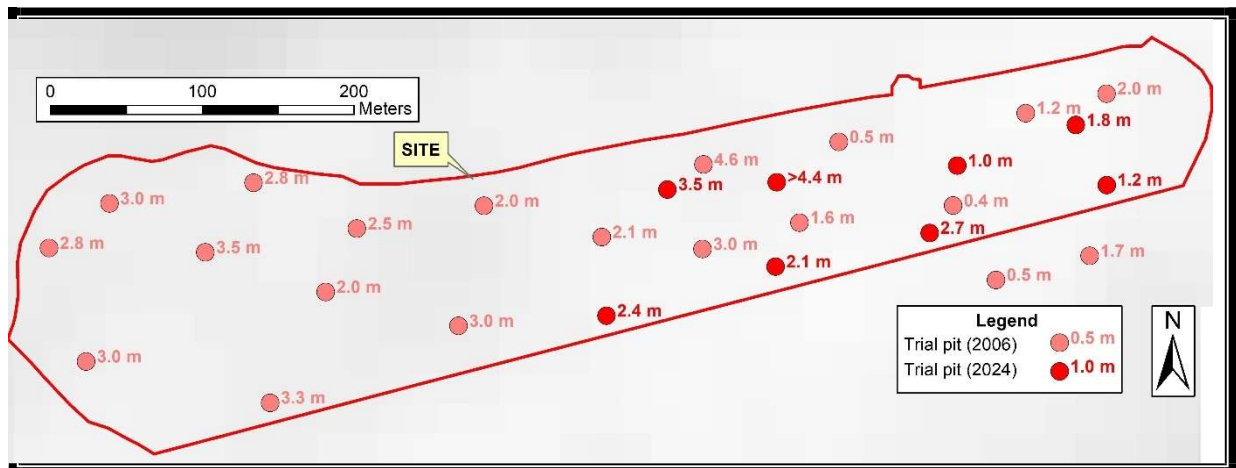 0 100 200
Meters
SITE
2.0 m
1.2 m
1.8 m
0.5 m
4.6 m
>4.4 m
1.0 m
3.5 m
1.2 m
2.8 m
3.0 m
2.0 m
0.4 m
2.5 m
1.6 m
2.1 m
2.7 m
2.8 m
3.5 m
3.0 m
1.7 m
2.1 m
0.5 m
2.0 m
2.4 m
3.0 m
3.0 m
3.3 m
Legend
Trial pit (2006) 0.5 m
Trial pit (2024) 1.0 m
N